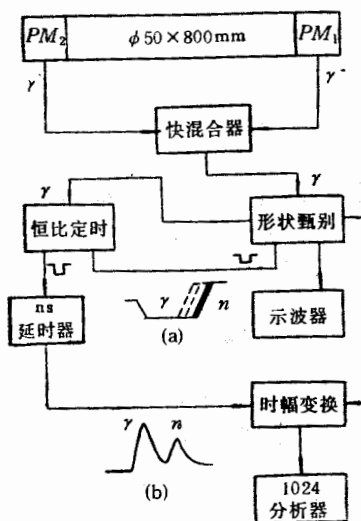 PM₂ φ50×800mm PM₁
γ γ
快混合器
γ γ
恒比定时 形状甄别
γ n
ns
延时器
(a)
示波器
γ n
时幅变换
(b)
1024
分析器